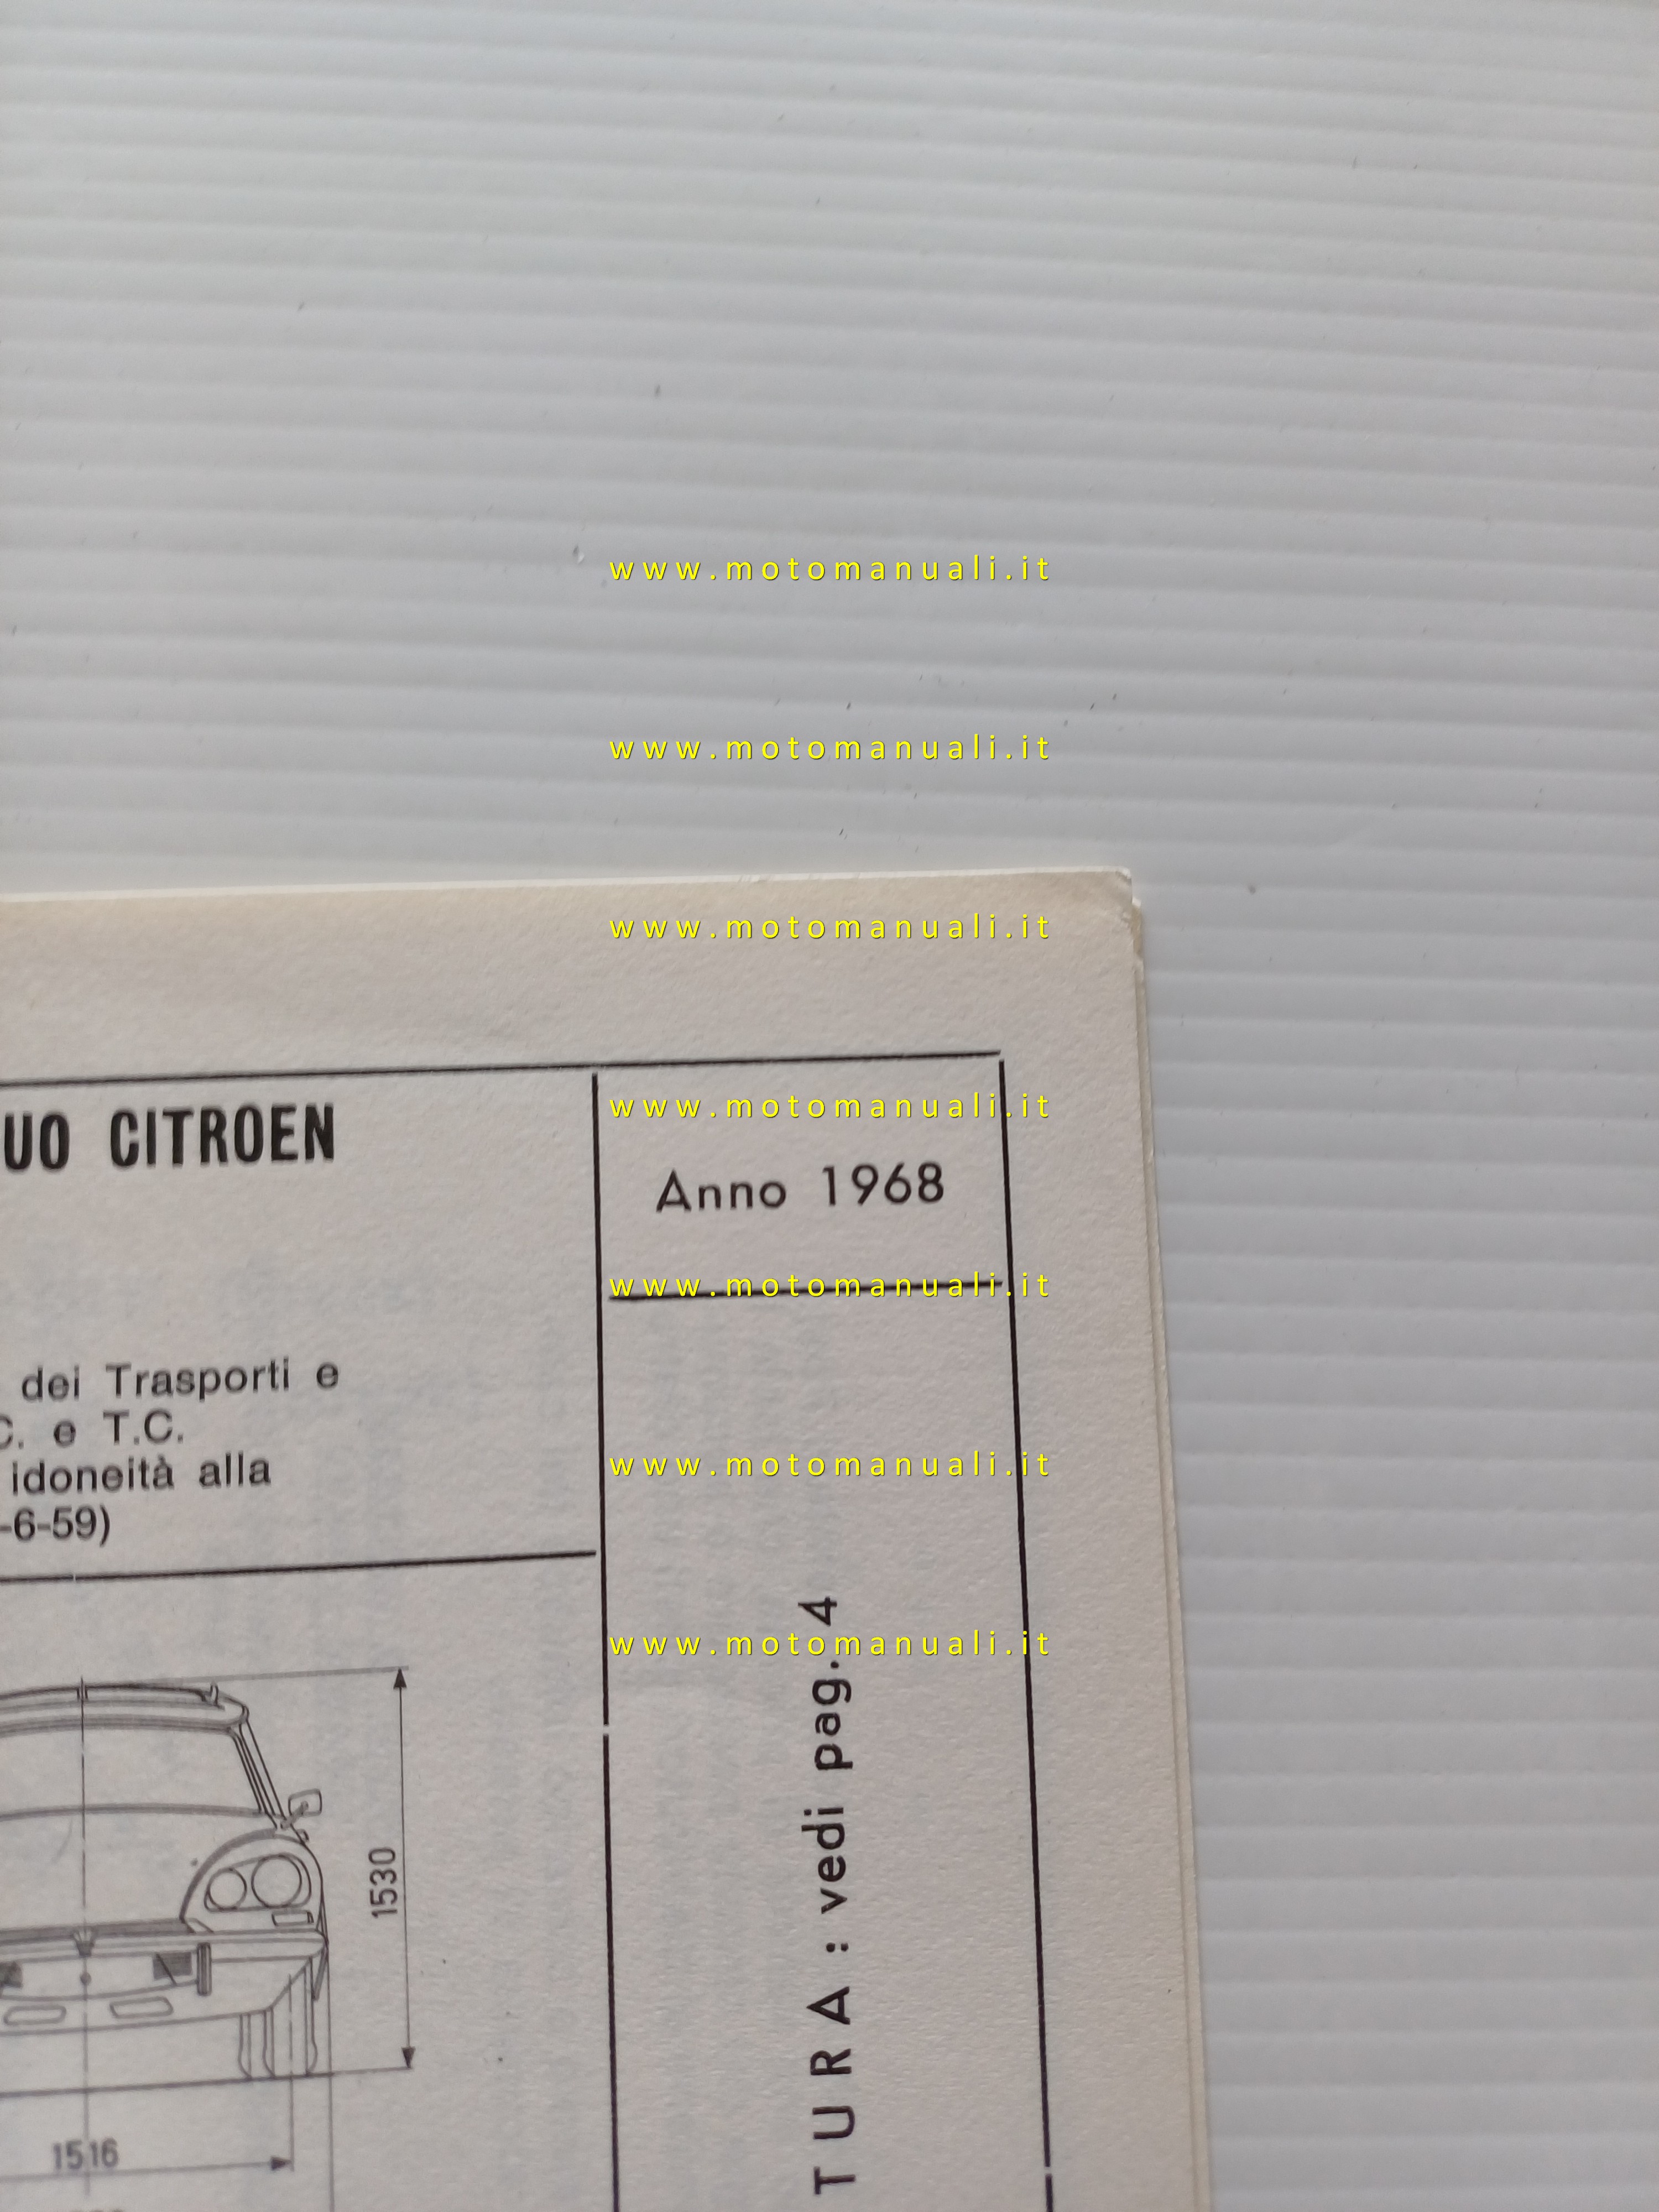 www.motomanuali.it
www.motomanuali.it
www.motomanuali.it
www.motomanuali.it
UO CITROEN
Anno 1968
www.motomanuali.it
dei Trasporti e
C. e T.C.
idoneità alla
-6-59)
www.motomanuali.it
www.motomanuali.it
TURA : vedi pag. 4
1530
1516